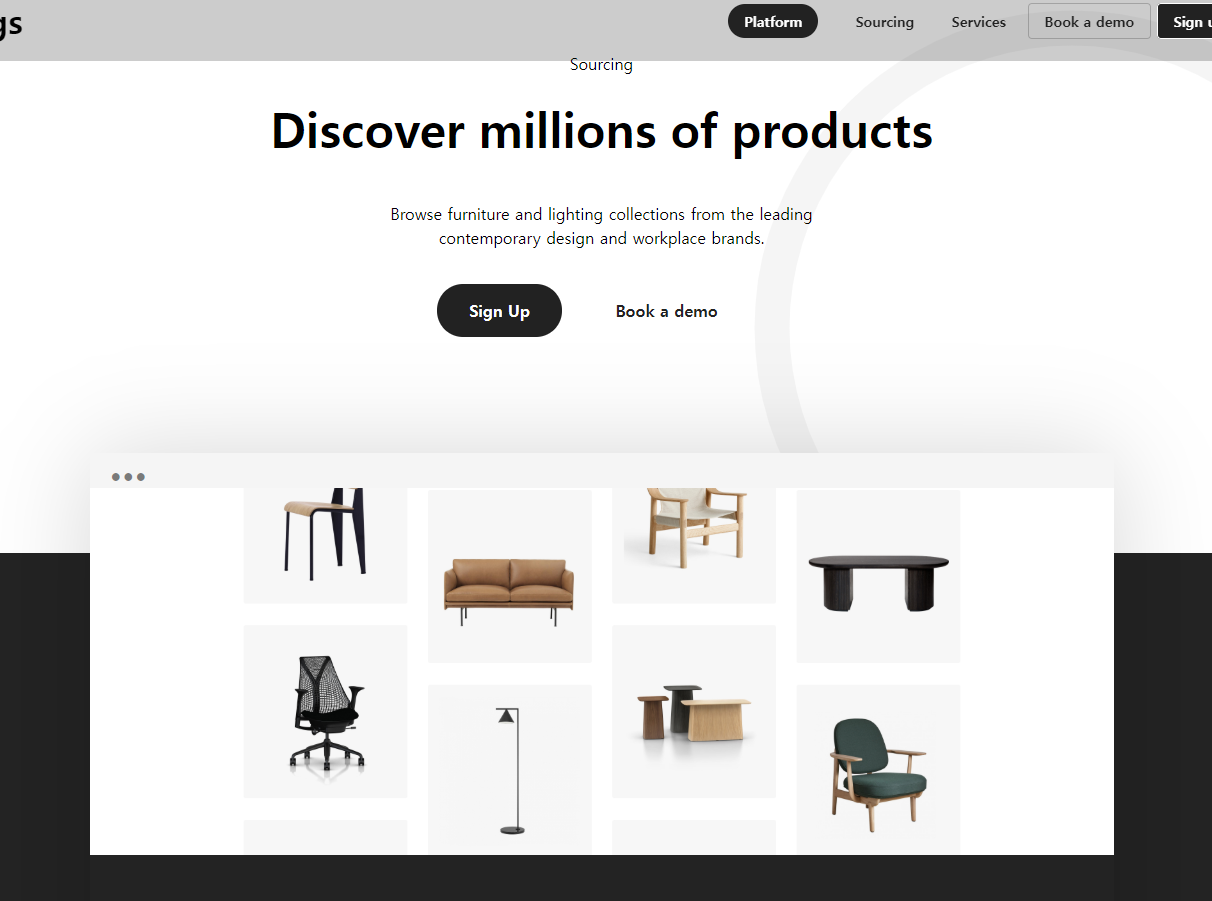 gs
Platform
Sourcing
Services
Book a demo
Sign
Sourcing
Discover millions of products
Browse furniture and lighting collections from the leading
contemporary design and workplace brands.
Sign Up
Book a demo